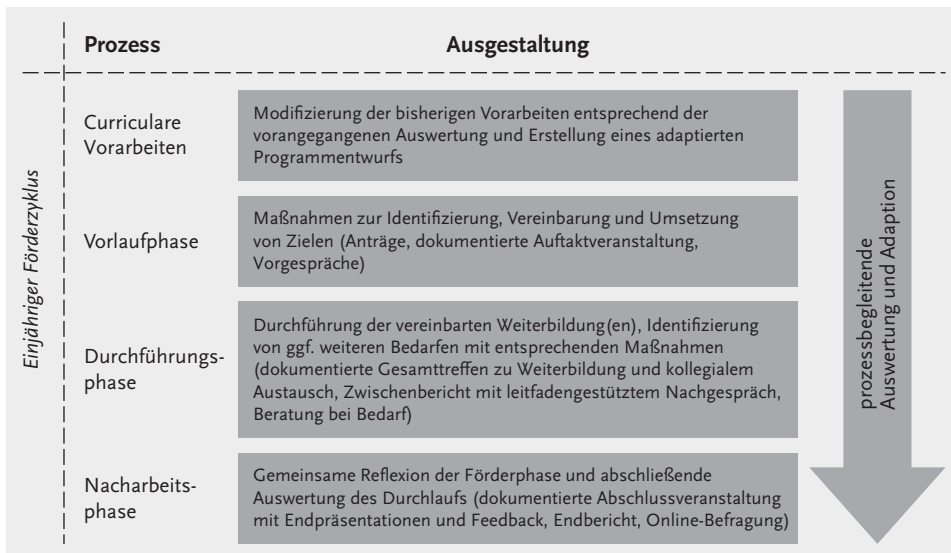 Prozess
Ausgestaltung
Einjähriger Förderzyklus
Curriculare
Vorarbeiten
Modifizierung der bisherigen Vorarbeiten entsprechend der
vorangegangenen Auswertung und Erstellung eines adaptierten
Programmentwurfs
Vorlaufphase
Maßnahmen zur Identifizierung, Vereinbarung und Umsetzung
von Zielen (Anträge, dokumentierte Auftaktveranstaltung,
Vorgespräche)
Durchführungs-
phase
Durchführung der vereinbarten Weiterbildung(en), Identifizierung
von ggf. weiteren Bedarfen mit entsprechenden Maßnahmen
(dokumentierte Gesamttreffen zu Weiterbildung und kollegialem
Austausch, Zwischenbericht mit leitfadengestütztem Nachgespräch,
Beratung bei Bedarf)
Nacharbeits-
phase
Gemeinsame Reflexion der Förderphase und abschließende
Auswertung des Durchlaufs (dokumentierte Abschlussveranstaltung
mit Endpräsentationen und Feedback, Endbericht, Online-Befragung)
prozessbegleitende
Auswertung und Adaption